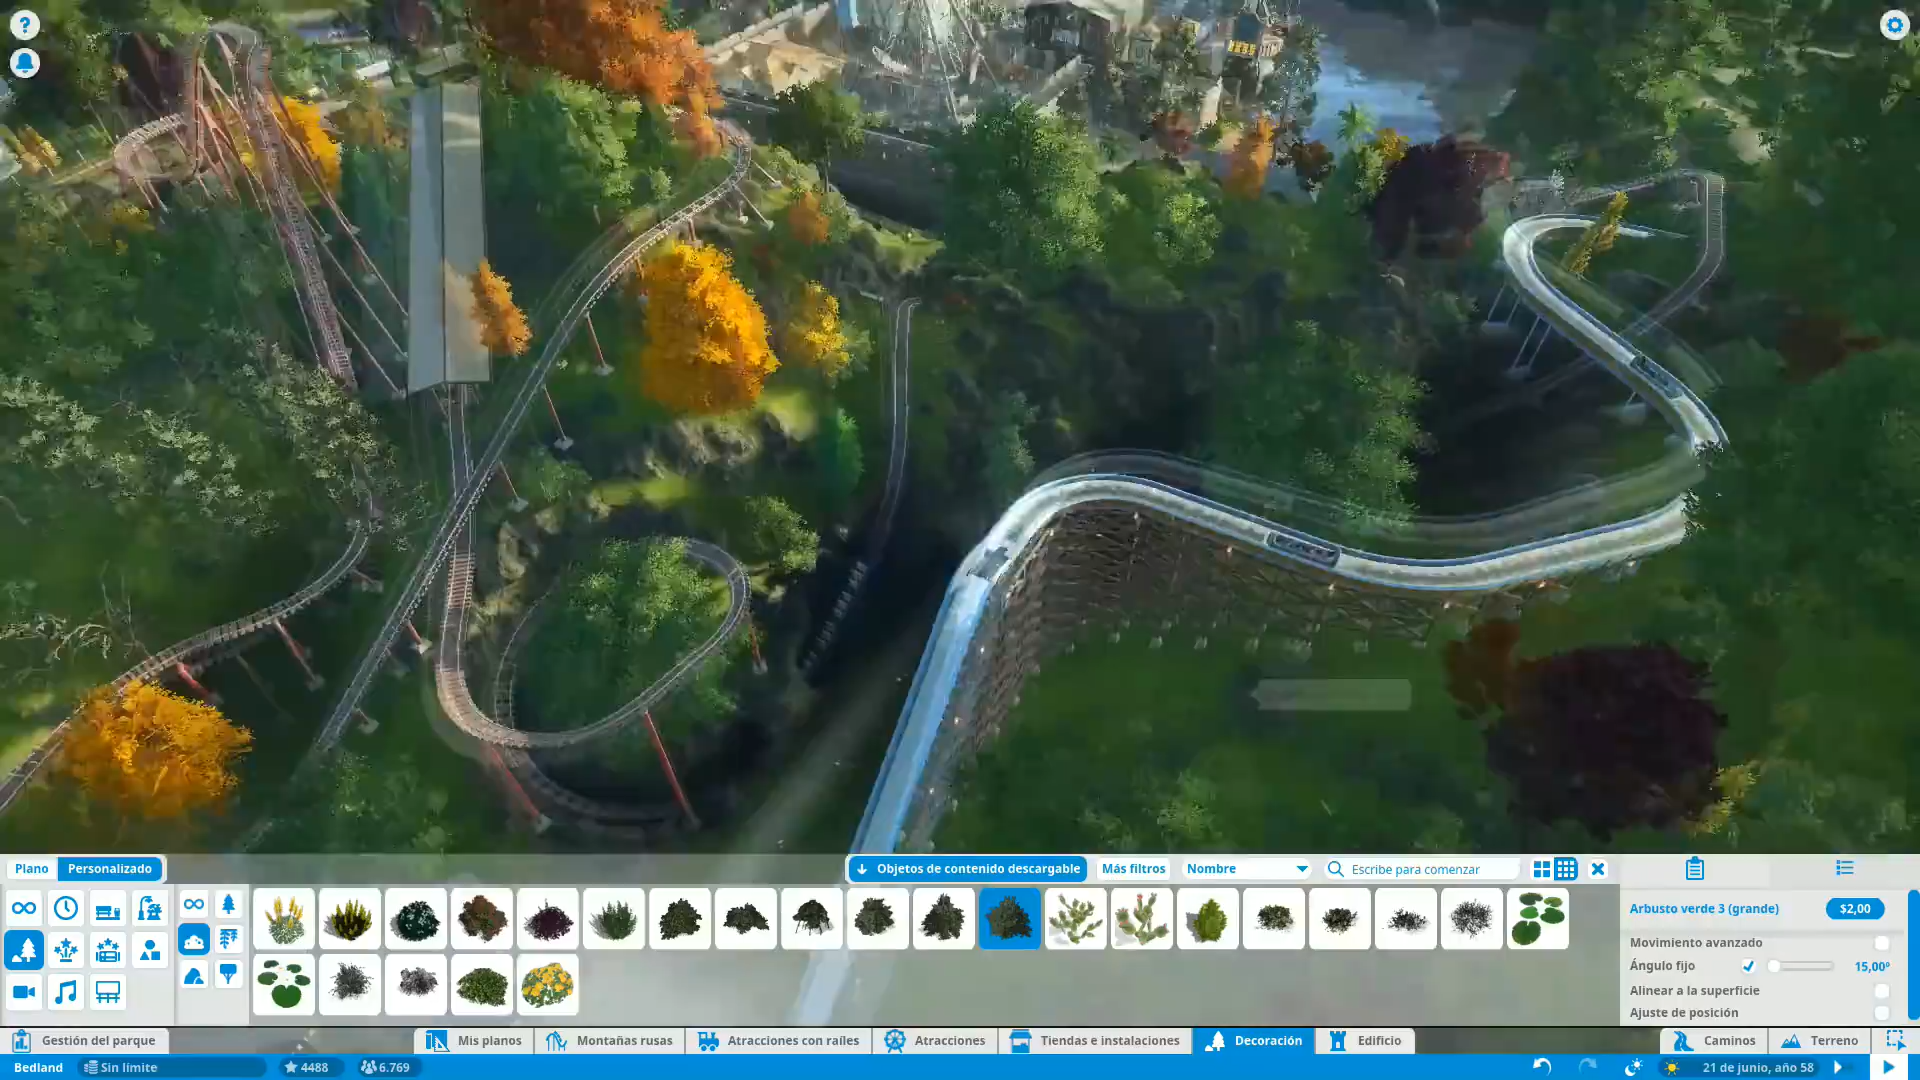 Plano
Personalizado
Objetos de contenido descargable
Más filtros
Nombre
Escribe para comenzar
Arbusto verde 3 (grande)
$2,00
Movimiento avanzado
Ángulo fijo
15,00º
Alinear a la superficie
Ajuste de posición
Gestión del parque
Mis planos
Montañas rusas
Atracciones con raíles
Atracciones
Tiendas e instalaciones
Decoración
Edificio
Caminos
Terreno
Bedland
Sin límite
4488
6.769
21 de junio, año 58